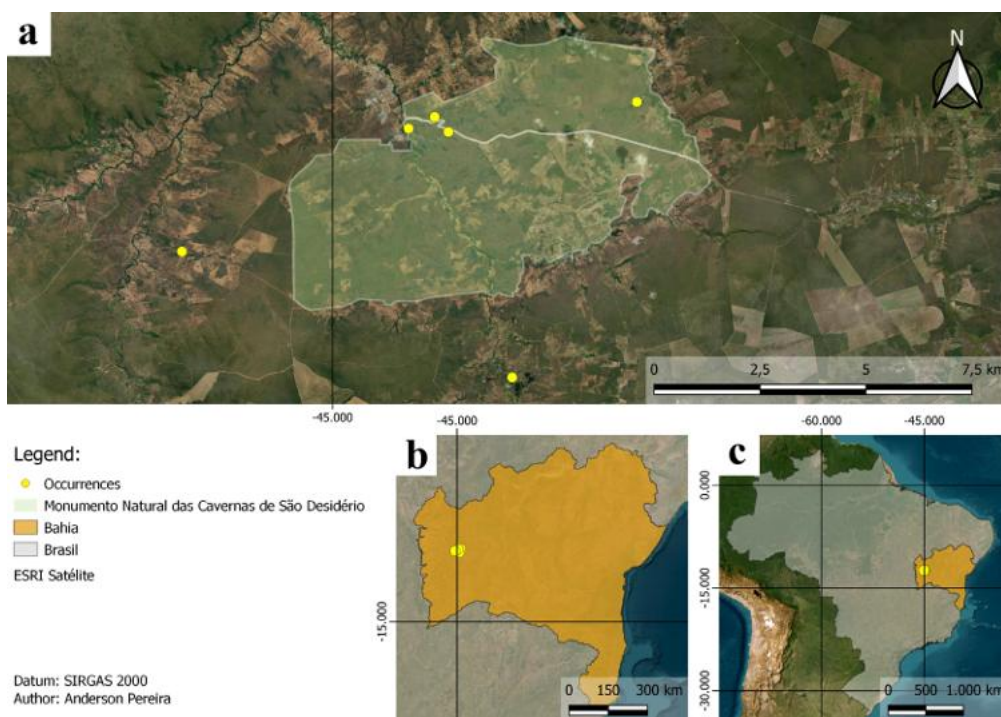 a
N
0 2,5 5 7,5 km
-45.000
Legend:
Occurrences
Monumento Natural das Cavernas de São Desidério
Bahia
Brasil
ESRI Satélite
Datum: SIRGAS 2000
Author: Anderson Pereira
-45.000
b
-15.000
0 150 300 km
-60.000 -45.000
c
0.000
-15.000
-30.000
0 500 1.000 km